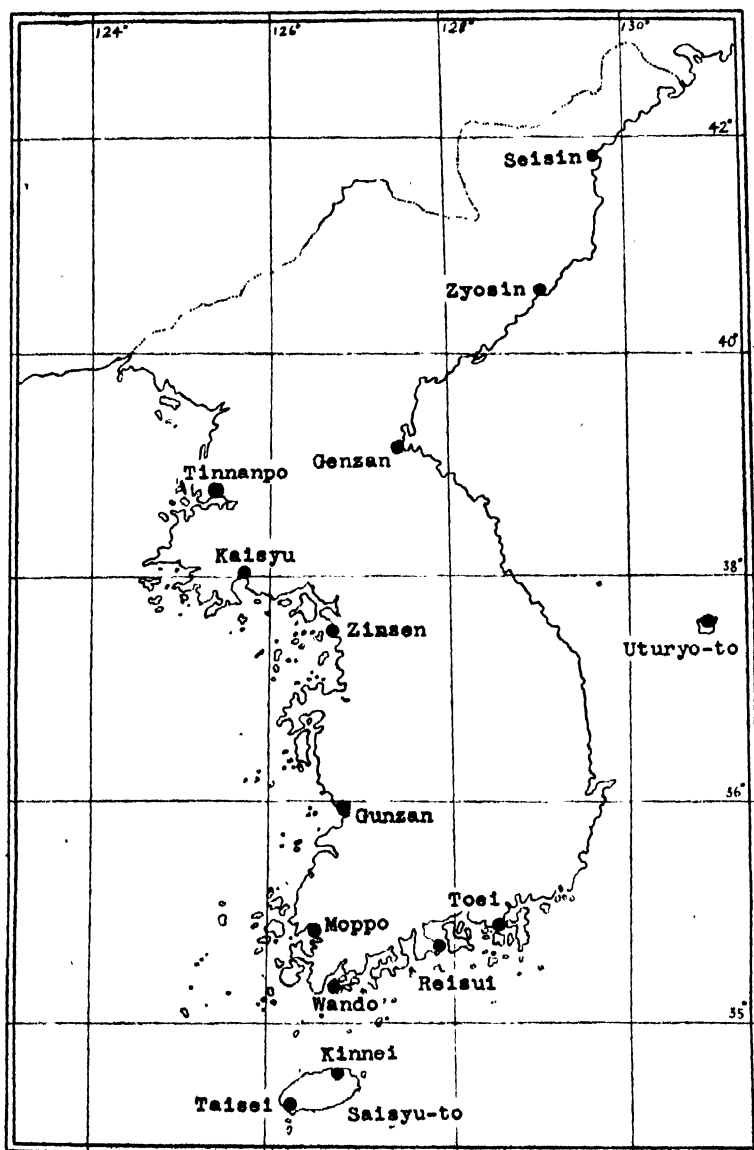 124°
126°
128°
130°
42°
Seisin
Zyosin
40°
Genzan
Tinnanpo
Kaisyu
38°
Zinsen
Uturyo-to
36°
Gunzan
Toei
Moppo
Reisui
Wando
35°
Kinnei
Taisei
Saisyu-to